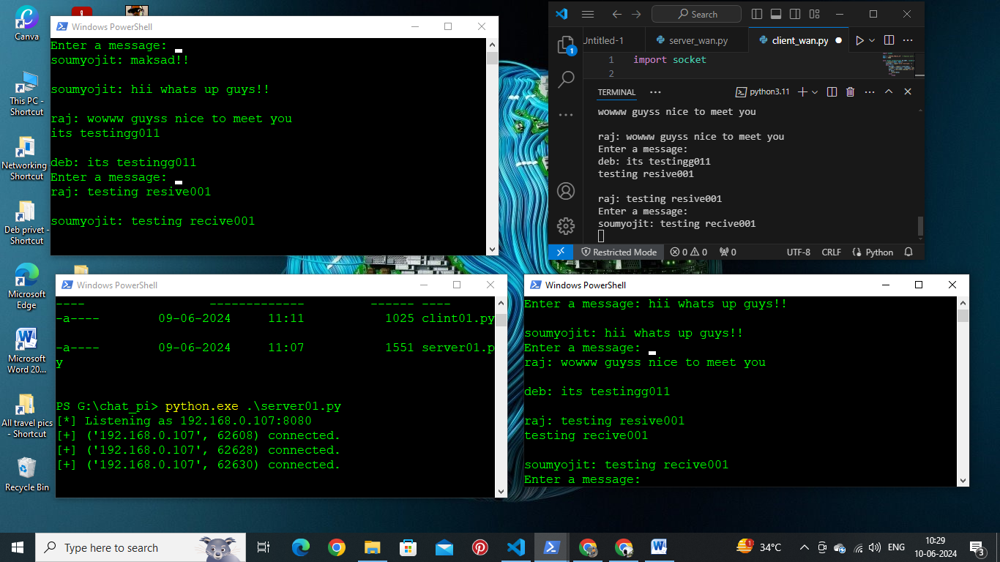 Canva
This PC -
Shortcut
Networking
Shortcut
Deb privet -
Shortcut
Microsoft
Edge
Microsoft
Word 20...
All travel pics
- Shortcut
Recycle Bin
Windows PowerShell
Enter a message:
soumyojit: maksad!!
soumyojit: hii whats up guys!!
raj: wowww guyss nice to meet you
its testingg011
deb: its testingg011
Enter a message:
raj: testing resive001
soumyojit: testing recive001
Search
Untitled-1
server_wan.py
client_wan.py
1
1 import socket
2
TERMINAL
python3.11
wowww guyss nice to meet you
raj: wowww guyss nice to meet you
Enter a message:
deb: its testingg011
testing resive001
raj: testing resive001
Enter a message:
soumyojit: testing recive001
Restricted Mode 0 0 0 UTF-8 CRLF Python
Windows PowerShell
---- ------------- ------ ----
-a---- 09-06-2024 11:11 1025 clint01.py
-a---- 09-06-2024 11:07 1551 server01.p
y
PS G:\chat_pi> python.exe .\server01.py
[*] Listening as 192.168.0.107:8080
[+] ('192.168.0.107', 62608) connected.
[+] ('192.168.0.107', 62628) connected.
[+] ('192.168.0.107', 62630) connected.
Windows PowerShell
Enter a message: hii whats up guys!!
soumyojit: hii whats up guys!!
Enter a message:
raj: wowww guyss nice to meet you
deb: its testingg011
raj: testing resive001
testing recive001
soumyojit: testing recive001
Enter a message:
Type here to search
1
34°C
ENG
10:29
10-06-2024
3